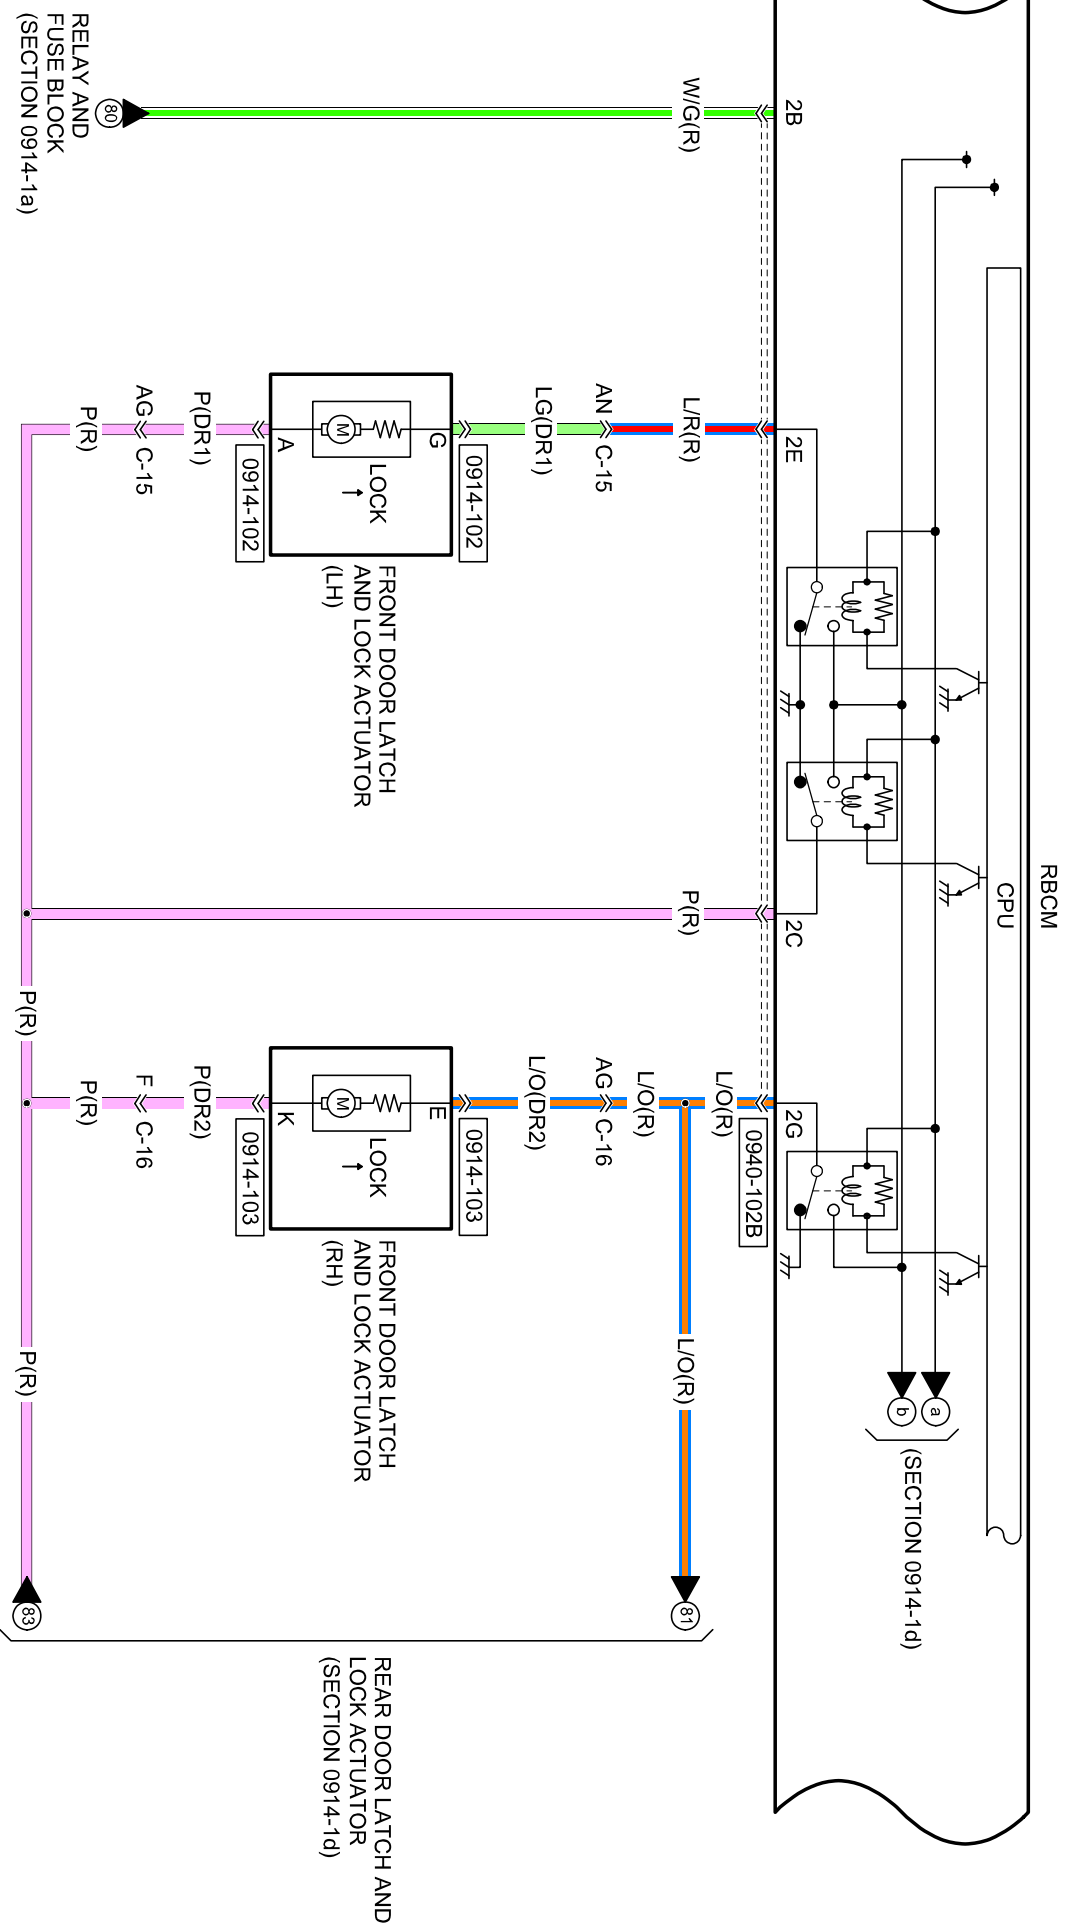 RBCM
CPU
a
b
(SECTION 0914-1d)
2B
2E
2C
2G
0940-102B
W/G(R)
L/R(R)
P(R)
L/O(R)
L/O(R)
L/O(R)
81
AN
C-15
AG
C-16
LG(DR1)
L/O(DR2)
0914-102
0914-103
G
E
LOCK
M
FRONT DOOR LATCH
AND LOCK ACTUATOR
(LH)
LOCK
M
FRONT DOOR LATCH
AND LOCK ACTUATOR
(RH)
A
K
0914-102
0914-103
P(DR1)
P(DR2)
AG
C-15
F
C-16
P(R)
P(R)
P(R)
P(R)
80
83
RELAY AND
FUSE BLOCK
(SECTION 0914-1a)
REAR DOOR LATCH AND
LOCK ACTUATOR
(SECTION 0914-1d)